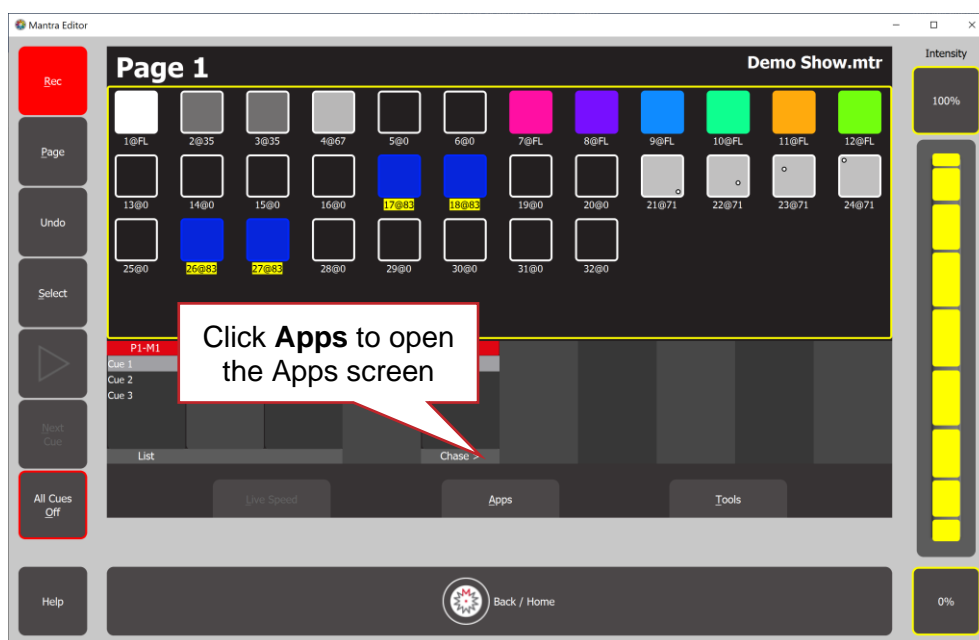 Mantra Editor
Intensity
Rec
Page 1
Demo Show.mtr
100%
1@FL 2@35 3@35 4@67 5@0 6@0 7@FL 8@FL 9@FL 10@FL 11@FL 12@FL
Page
13@0 14@0 15@0 16@0 17@83 18@83 19@0 20@0 21@71 22@71 23@71 24@71
Undo
25@0 26@83 27@83 28@0 29@0 30@0 31@0 32@0
Select
Click Apps to open
the Apps screen
P1-M1
Cue 1
Cue 2
Cue 3
Next
Cue
List Chase >
All Cues
Off
Live Speed Apps Tools
Help
Back / Home
0%